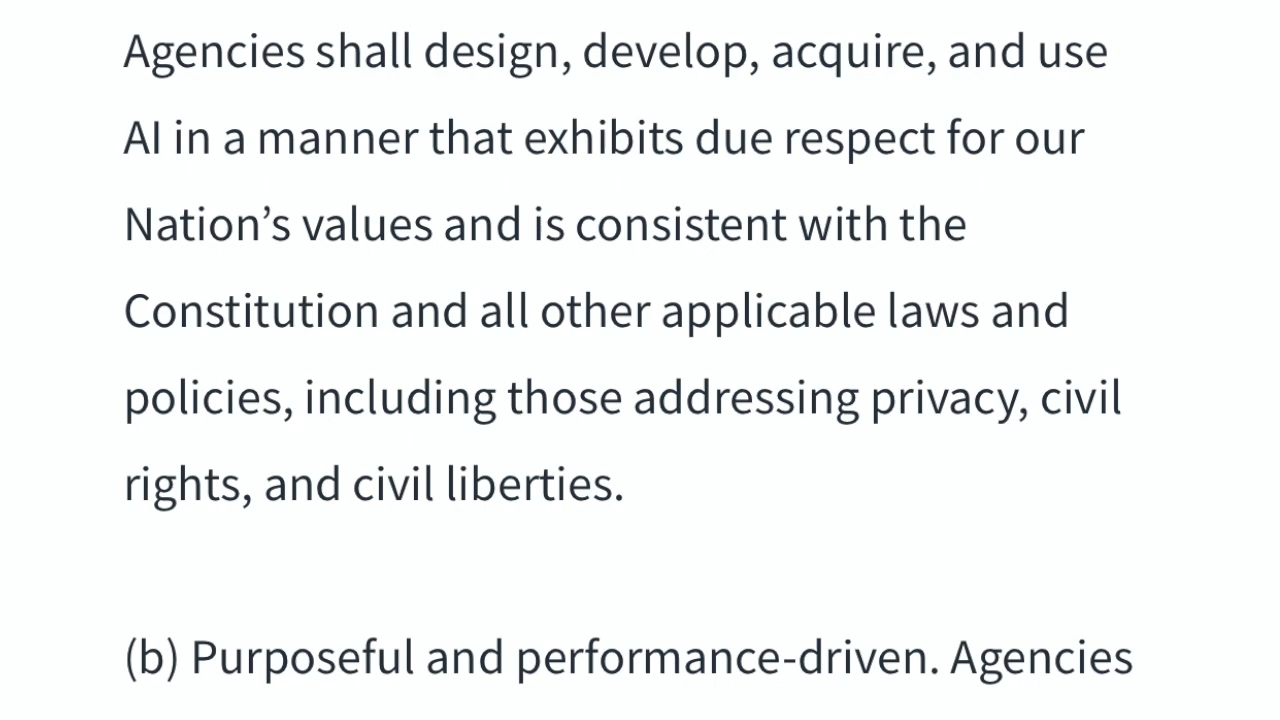 Agencies shall design, develop, acquire, and use
AI in a manner that exhibits due respect for our
Nation’s values and is consistent with the
Constitution and all other applicable laws and
policies, including those addressing privacy, civil
rights, and civil liberties.
(b) Purposeful and performance-driven. Agencies